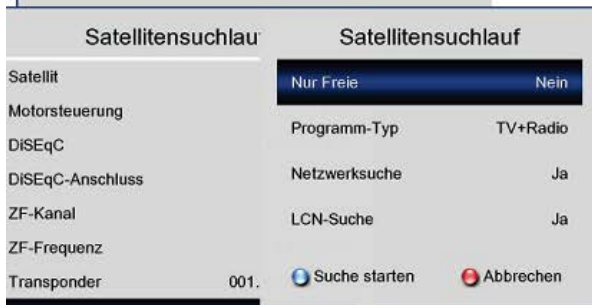 Satellitensuchlau
Satellit
Motorsteuerung
DiSEqC
DiSEqC-Anschluss
ZF-Kanal
ZF-Frequenz
Transponder 001.
Satellitensuchlauf
Nur Freie Nein
Programm-Typ TV+Radio
Netzwerksuche Ja
LCN-Suche Ja
Suche starten Abbrechen